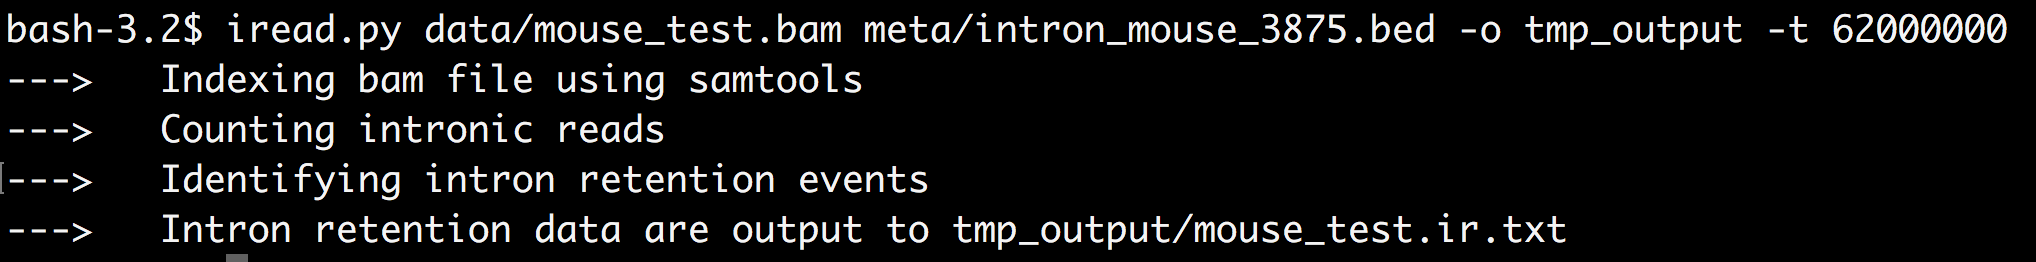 bash-3.2$ iread.py data/mouse_test.bam meta/intron_mouse_3875.bed -o tmp_output -t 62000000
---> Indexing bam file using samtools
---> Counting intronic reads
---> Identifying intron retention events
---> Intron retention data are output to tmp_output/mouse_test.ir.txt